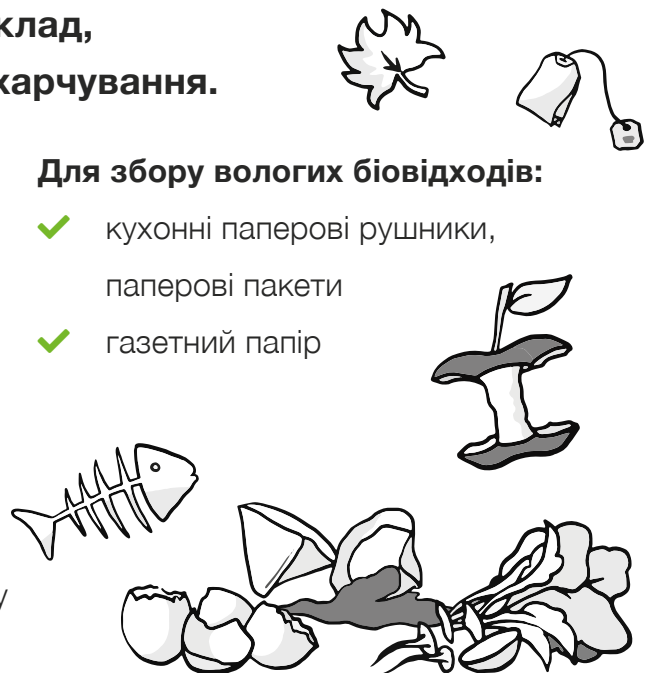 клад,
харчування.
Для збору вологих біовідходів:
кухонні паперові рушники,
паперові пакети
газетний папір
у